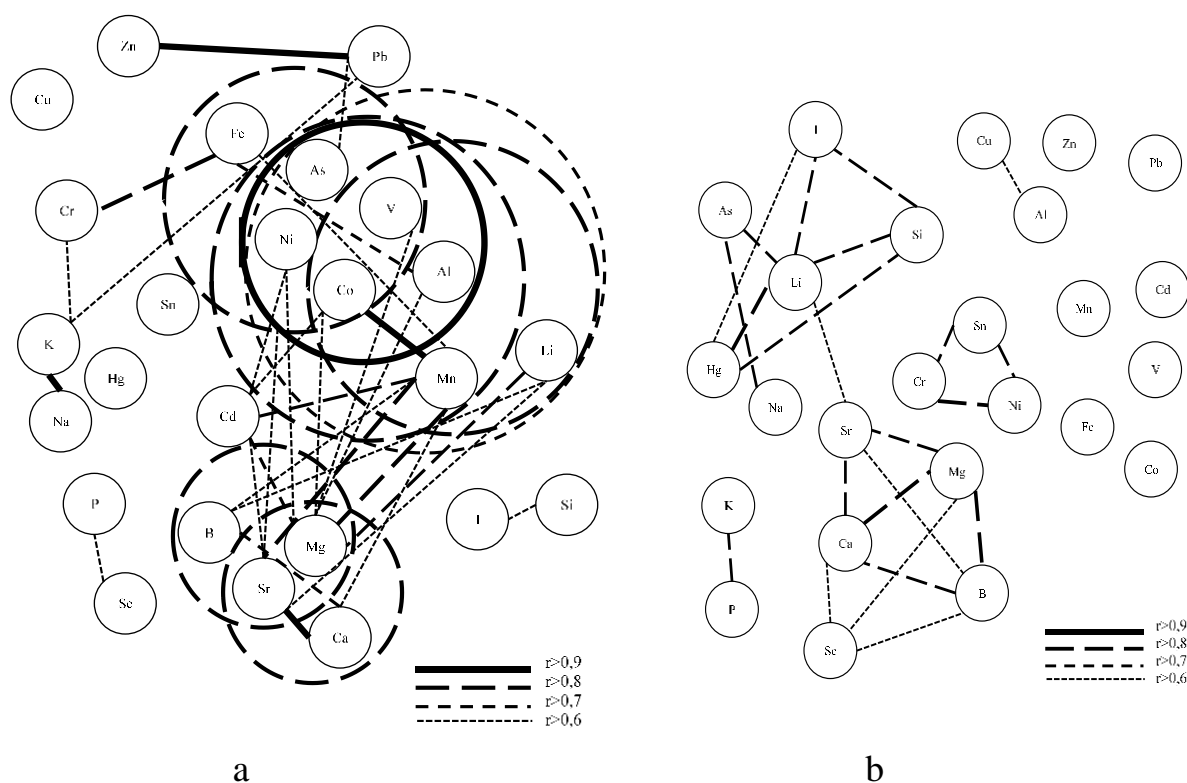 Zn
Pb
Cu
Fe
As
Cr
V
Ni
Al
Co
Sn
K
Hg
Li
Mn
Na
Cd
P
B
I
Si
Mg
Sr
Se
Ca
r>0,9
r>0,8
r>0,7
r>0,6
a
I
Cu
Zn
Pb
As
Al
Si
Li
Cd
Mn
Sn
Hg
Cr
V
Na
Ni
Sr
Fe
Mg
Co
K
Ca
B
P
Se
r>0,9
r>0,8
r>0,7
r>0,6
b